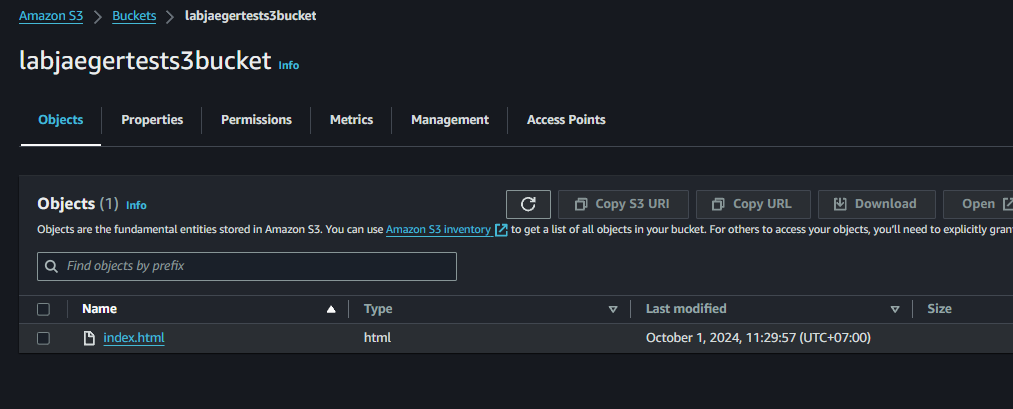 Amazon S3 > Buckets > labjaegertests3bucket
labjaegertests3bucket Info
Objects Properties Permissions Metrics Management Access Points
Objects (1) Info Copy S3 URI Copy URL Download Open
Objects are the fundamental entities stored in Amazon S3. You can use Amazon S3 inventory to get a list of all objects in your bucket. For others to access your objects, you'll need to explicitly
Find objects by prefix
Name Type Last modified Size
index.html html October 1, 2024, 11:29:57 (UTC+07:00)